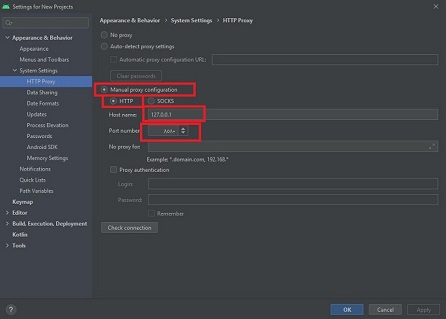 Settings for New Projects
Appearance & Behavior
Appearance
Menus and Toolbars
System Settings
HTTP Proxy
Data Sharing
Date Formats
Updates
Process Elevation
Passwords
Android SDK
Memory Settings
Notifications
Quick Lists
Path Variables
Keymap
Editor
Build, Execution, Deployment
Kotlin
Tools
Appearance & Behavior › System Settings › HTTP Proxy
No proxy
Auto-detect proxy settings
Automatic proxy configuration URL:
Clear passwords
Manual proxy configuration
HTTP SOCKS
Host name: 127.0.0.1
Port number:
No proxy for:
Example: *.domain.com, 192.168.*
Proxy authentication
Login:
Password:
Remember
Check connection
? OK Cancel Apply